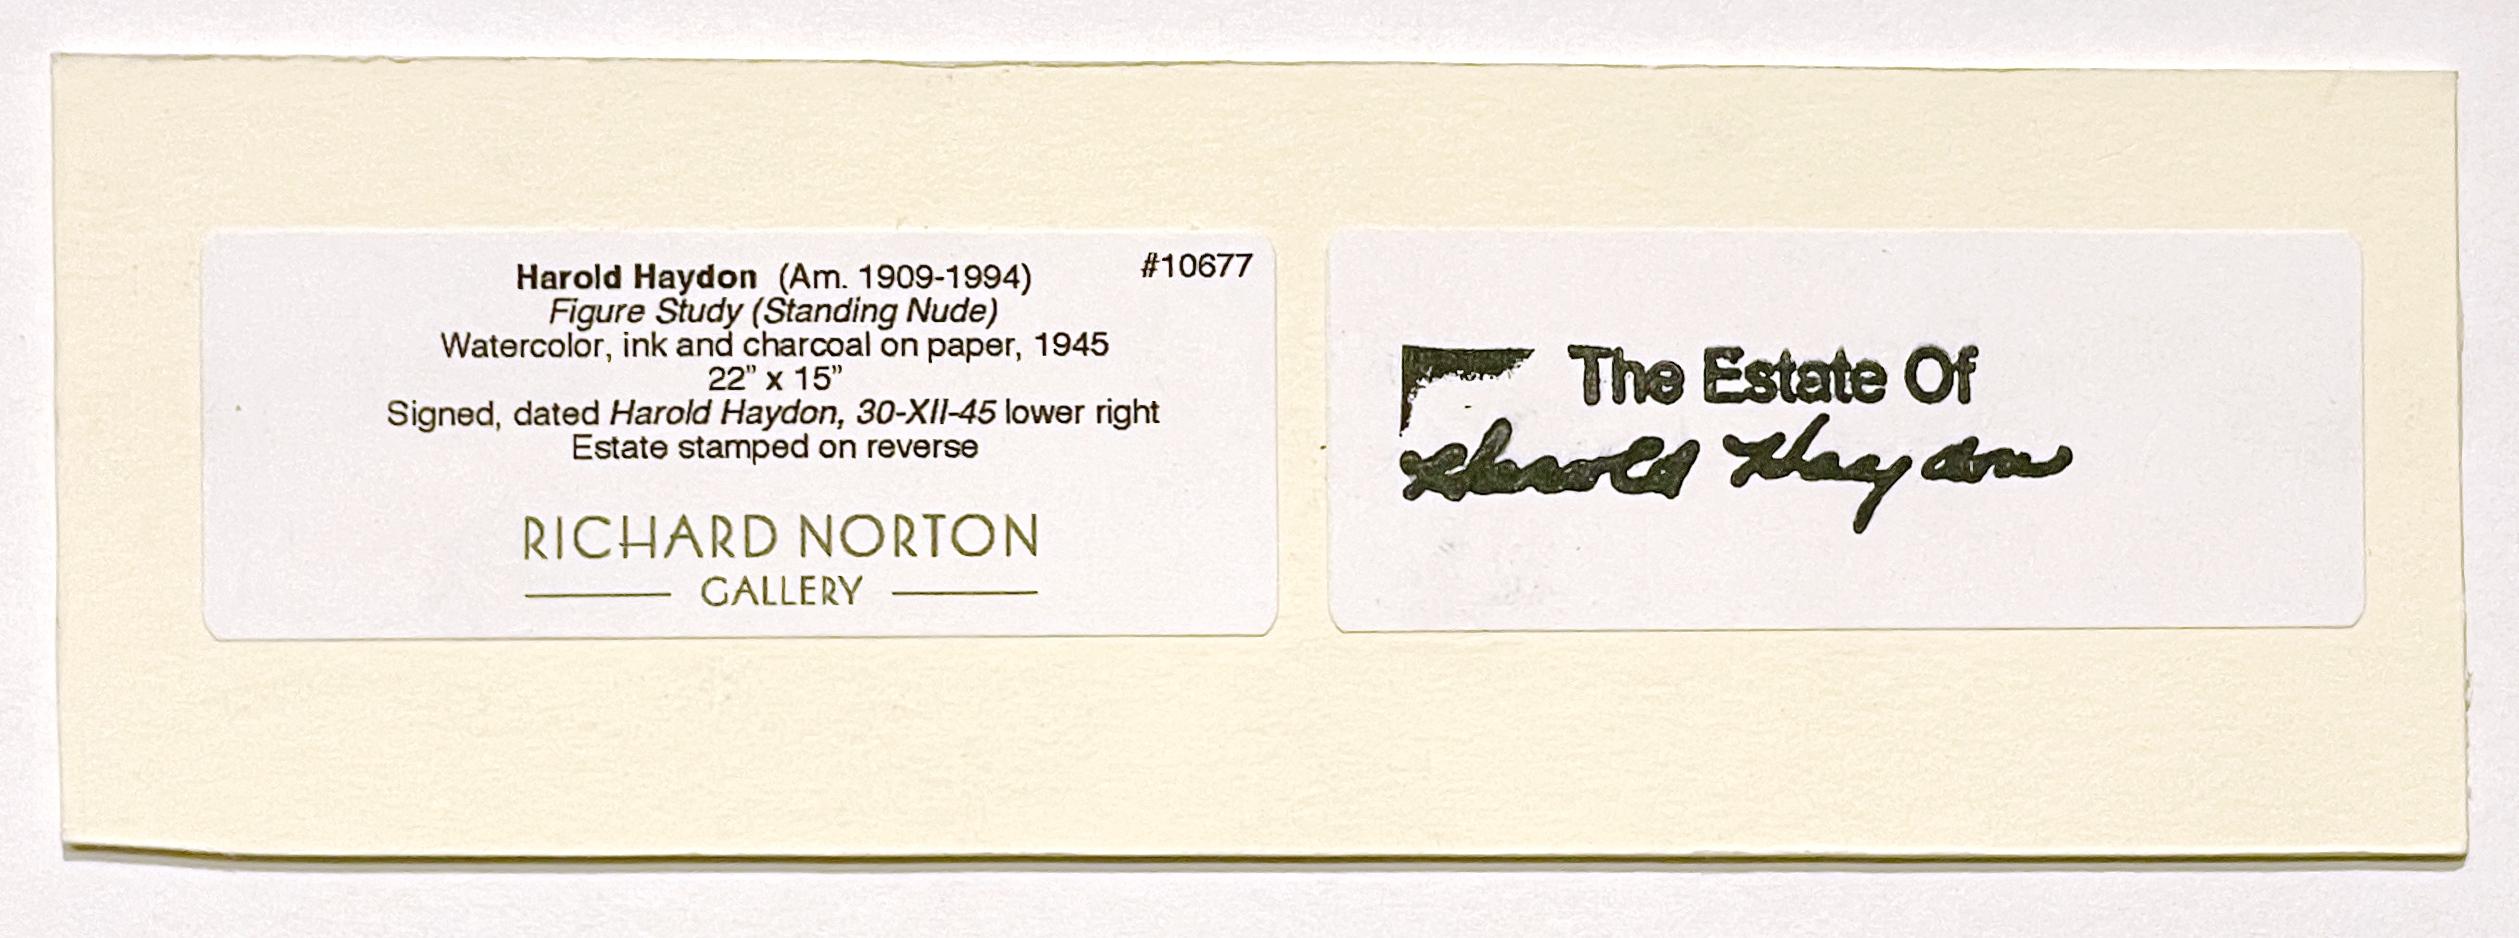 Harold Haydon (Am. 1909-1994) #10677
Figure Study (Standing Nude)
Watercolor, ink and charcoal on paper, 1945
22” x 15”
Signed, dated Harold Haydon, 30-XII-45 lower right
Estate stamped on reverse
RICHARD NORTON
GALLERY
The Estate Of
Harold Haydon